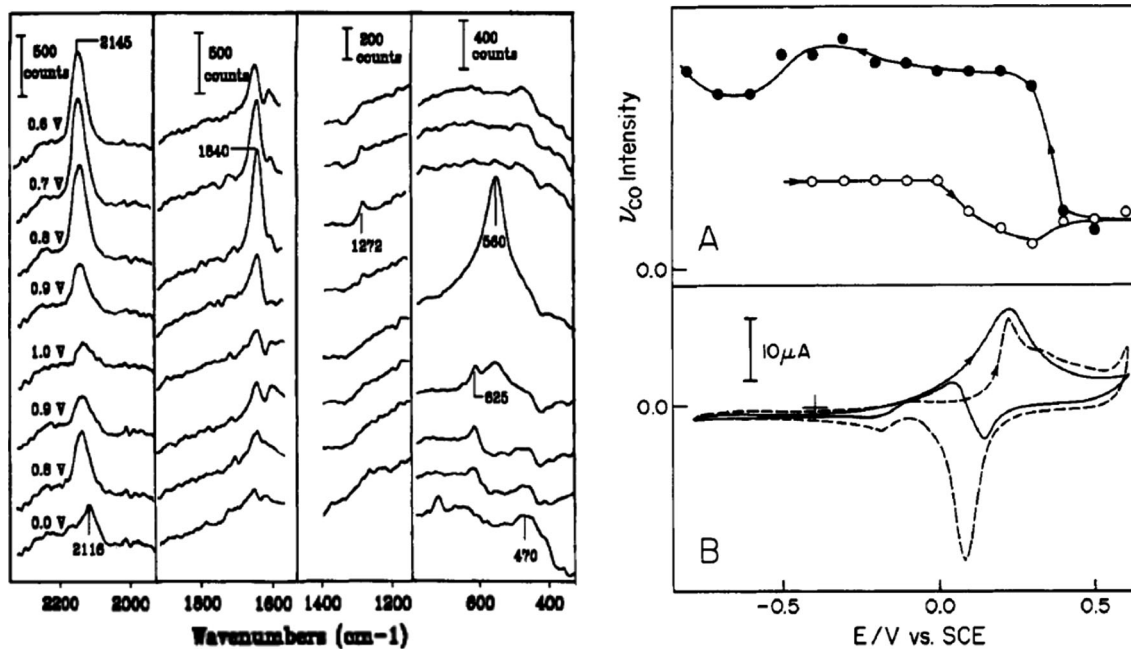 500
counts
2145
0.6 V
0.7 V
0.8 V
0.9 V
1.0 V
0.9 V
0.8 V
0.0 V
2116
2200 2000
500
counts
1640
1800 1600
200
counts
1272
1400 1200
400
counts
560
625
470
600 400
Wavenumbers (cm-1)
νCO Intensity
A
0.0
10μA
0.0
B
-0.5 0.0 0.5
E/V vs. SCE